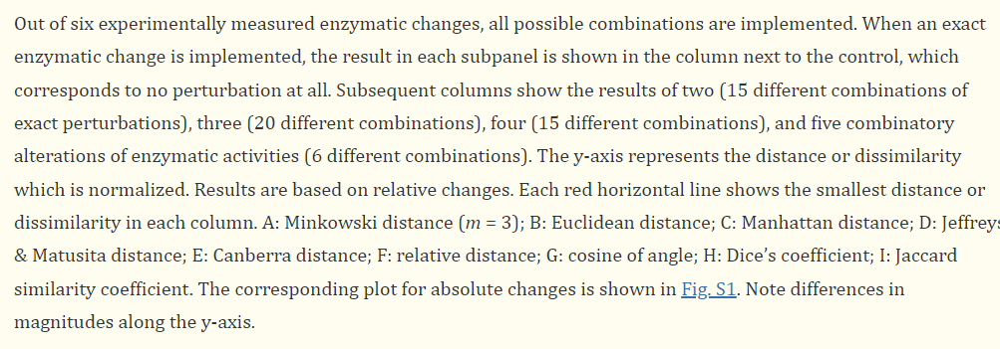 Out of six experimentally measured enzymatic changes, all possible combinations are implemented. When an exact
enzymatic change is implemented, the result in each subpanel is shown in the column next to the control, which
corresponds to no perturbation at all. Subsequent columns show the results of two (15 different combinations of
exact perturbations), three (20 different combinations), four (15 different combinations), and five combinatory
alterations of enzymatic activities (6 different combinations). The y-axis represents the distance or dissimilarity
which is normalized. Results are based on relative changes. Each red horizontal line shows the smallest distance or
dissimilarity in each column. A: Minkowski distance (m = 3); B: Euclidean distance; C: Manhattan distance; D: Jeffreys
& Matusita distance; E: Canberra distance; F: relative distance; G: cosine of angle; H: Dice’s coefficient; I: Jaccard
similarity coefficient. The corresponding plot for absolute changes is shown in Fig. S1. Note differences in
magnitudes along the y-axis.